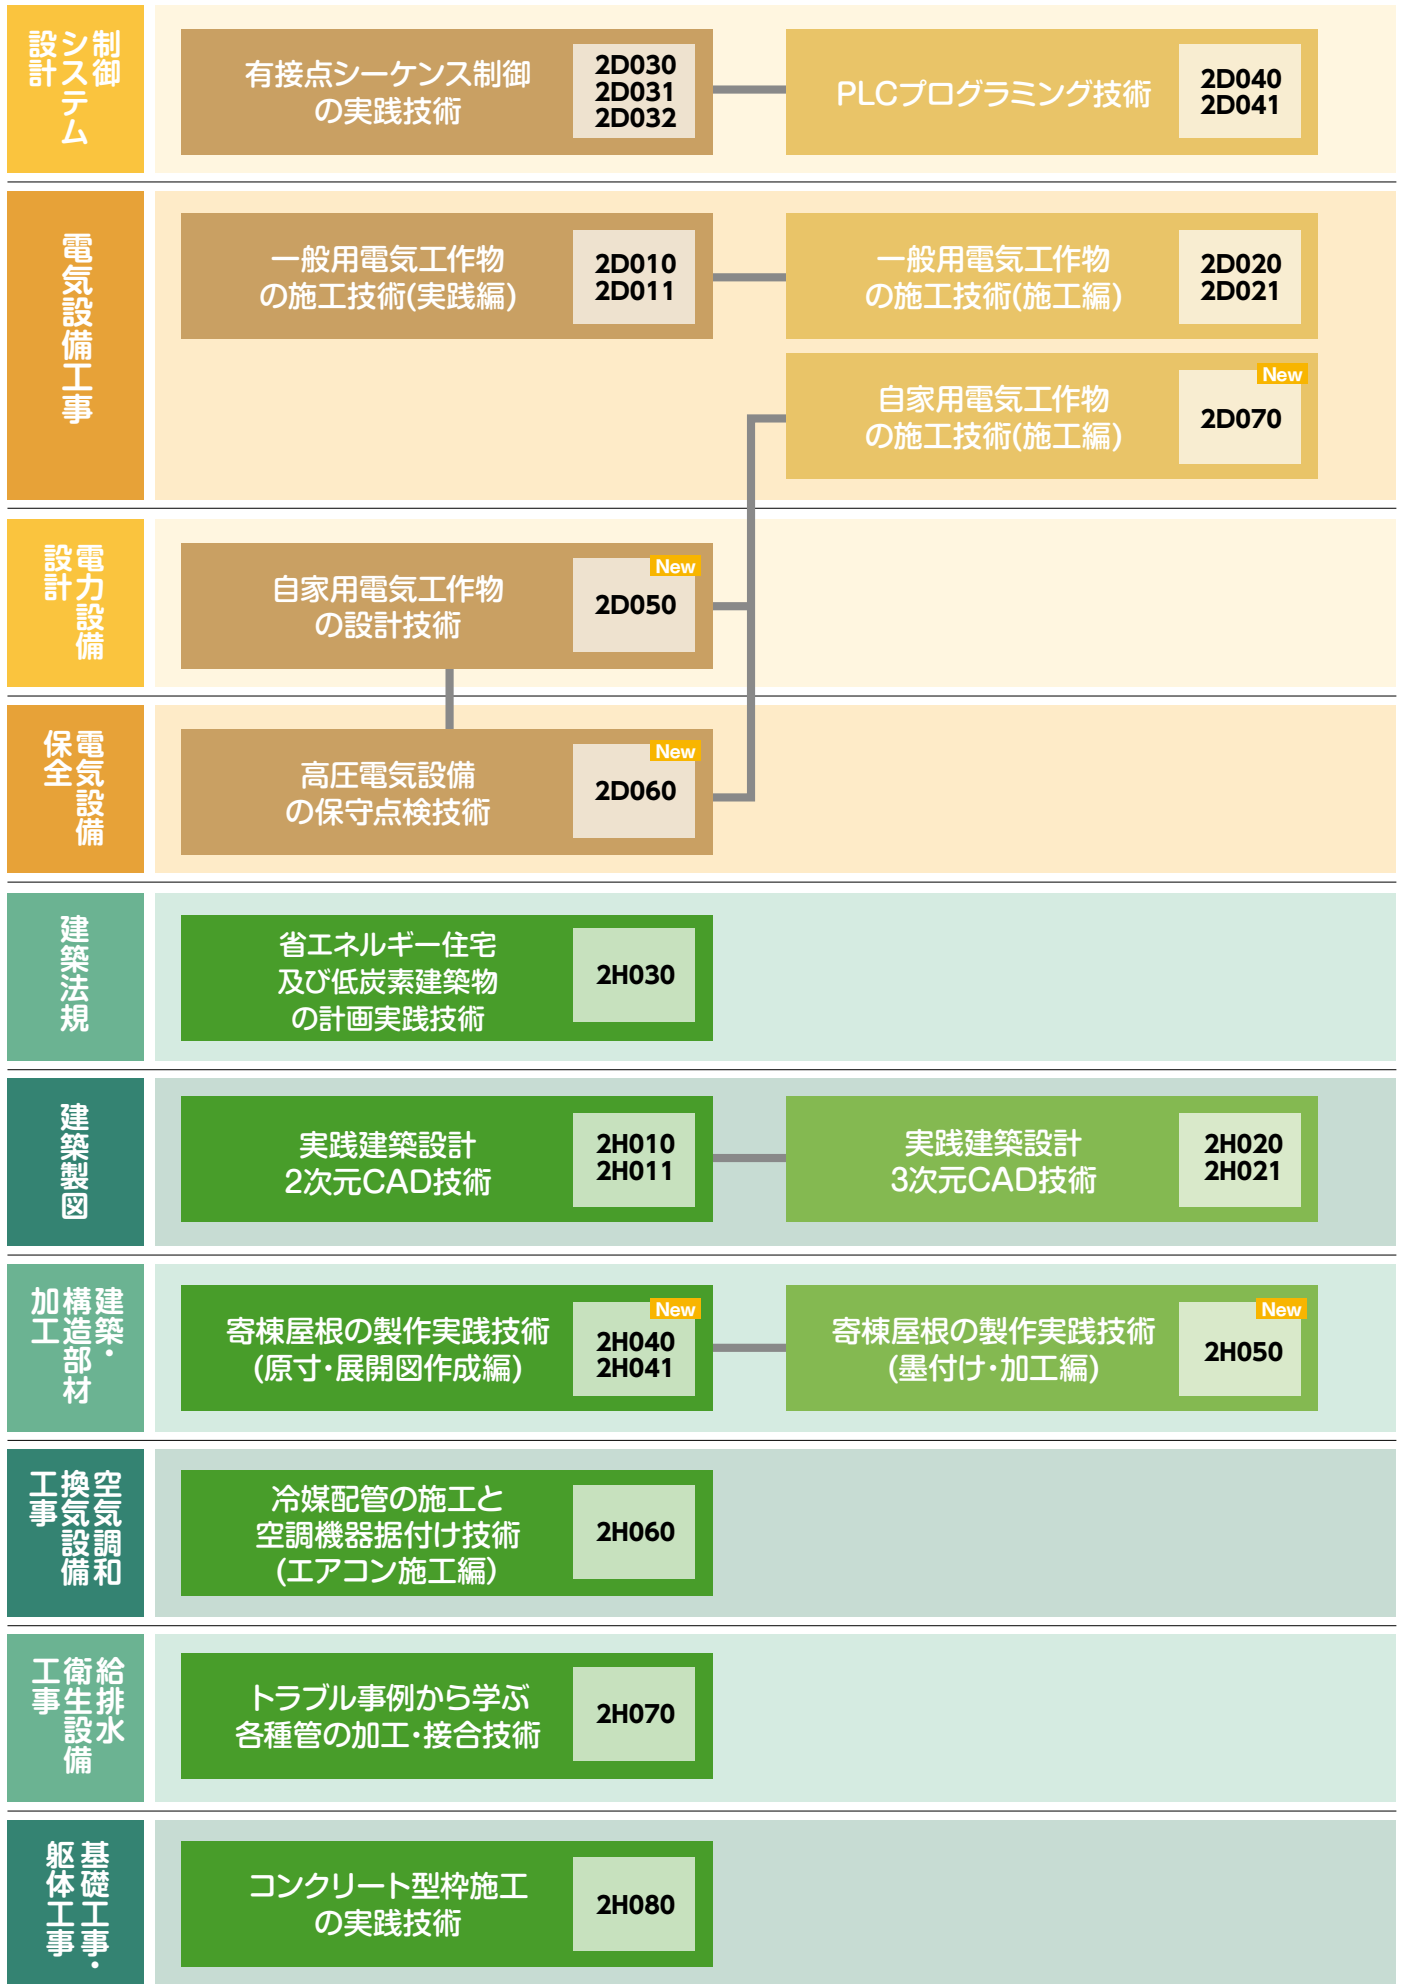 制御
システム
設計
有接点シーケンス制御
の実践技術
2D030
2D031
2D032
PLCプログラミング技術
2D040
2D041
電気設備工事
一般用電気工作物
の施工技術(実践編)
2D010
2D011
一般用電気工作物
の施工技術(施工編)
2D020
2D021
自家用電気工作物
の施工技術(施工編)
New
2D070
電力設備
設計
自家用電気工作物
の設計技術
New
2D050
電気設備
保全
高圧電気設備
の保守点検技術
New
2D060
建築法規
省エネルギー住宅
及び低炭素建築物
の計画実践技術
2H030
建築製図
実践建築設計
2次元CAD技術
2H010
2H011
実践建築設計
3次元CAD技術
2H020
2H021
建築・
構造部材
加工
寄棟屋根の製作実践技術
(原寸・展開図作成編)
New
2H040
2H041
寄棟屋根の製作実践技術
(墨付け・加工編)
New
2H050
空気調和
換気設備
工事
冷媒配管の施工と
空調機器据付け技術
(エアコン施工編)
2H060
給排水
衛生設備
工事
トラブル事例から学ぶ
各種管の加工・接合技術
2H070
基礎工事・
躯体工事
コンクリート型枠施工
の実践技術
2H080